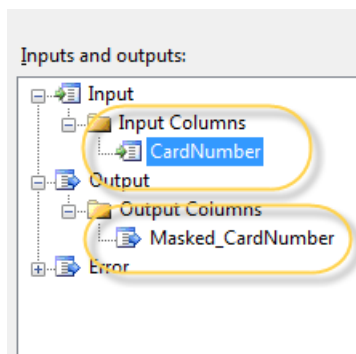 Inputs and outputs:
Input
Input Columns
CardNumber
Output
Output Columns
Masked_CardNumber
Error